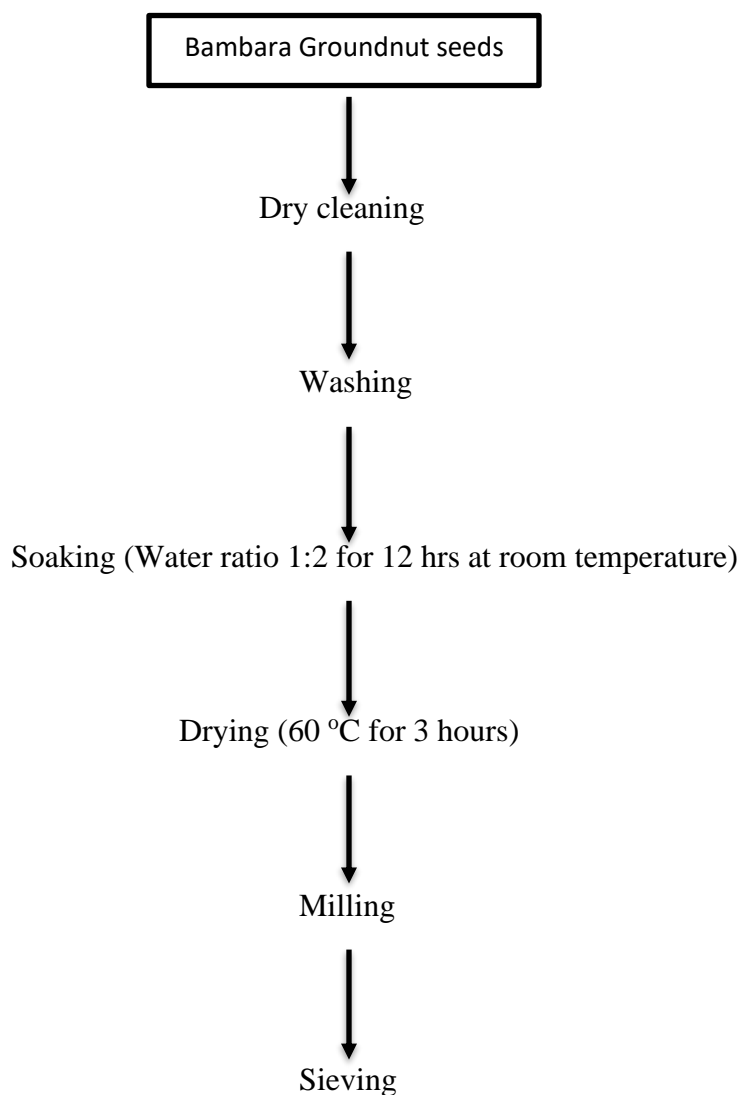 Bambara Groundnut seeds
Dry cleaning
Washing
Soaking (Water ratio 1:2 for 12 hrs at room temperature)
Drying (60 °C for 3 hours)
Milling
Sieving